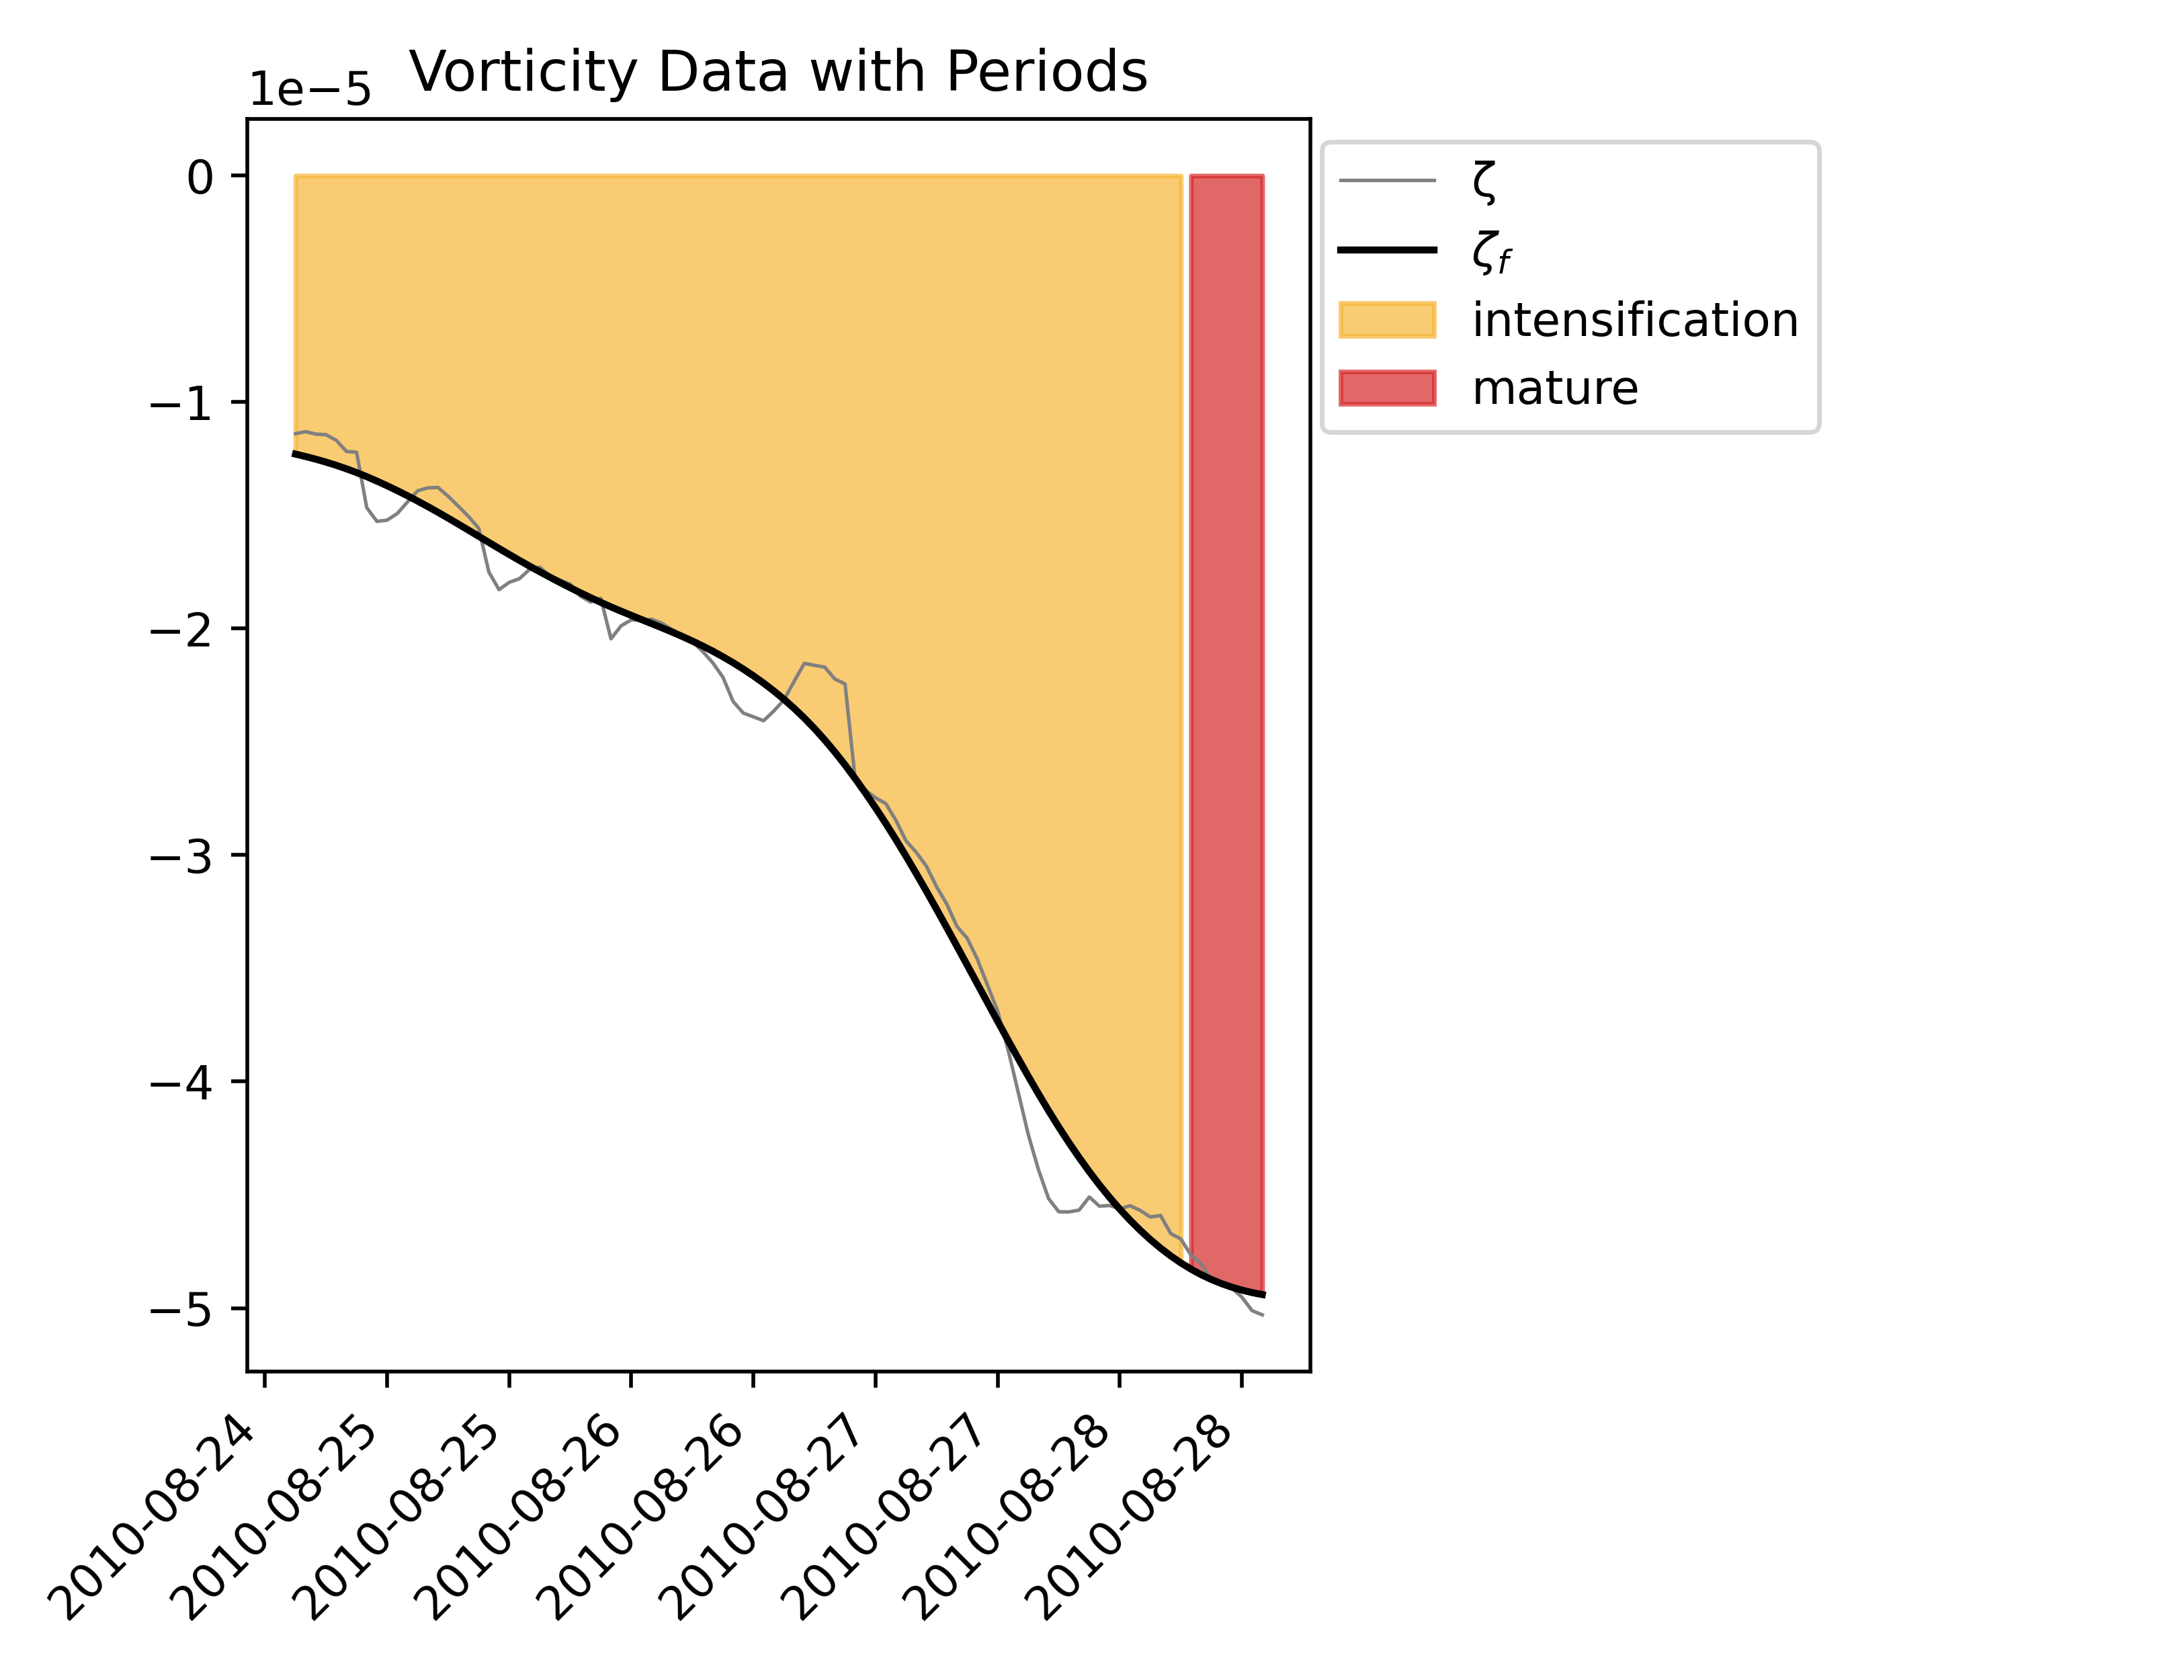 Vorticity Data with Periods
1e−5
0
−1
−2
−3
−4
−5
2010-08-24
2010-08-25
2010-08-25
2010-08-26
2010-08-26
2010-08-27
2010-08-27
2010-08-28
2010-08-28
ζ
ζf
intensification
mature